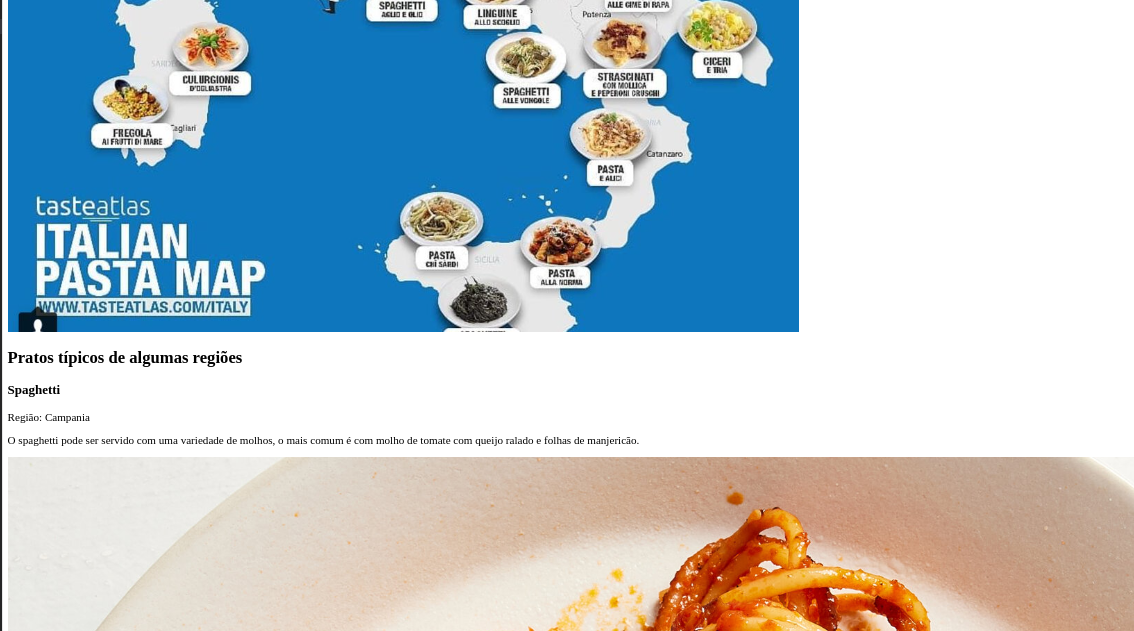 SPAGHETTI
AGLIO E OLIO
LINGUINE
ALLO SCOGLIO
Potenza
ALLE CIME DI RAPA
CULURGIONIS
D'OGLIASTRA
SPAGHETTI
ALLE VONGOLE
STRASCINATI
CON MOLLICA
E PEPERONI CRUSCHI
CICERI
E TRIA
FREGOLA
AI FRUTTI DI MARE
Cagliari
PASTA
E ALICI
Catanzaro
tasteatlas
ITALIAN
PASTA MAP
WWW.TASTEATLAS.COM/ITALY
PASTA
CHI SARDI
SICILIA
PASTA
ALLA NORMA
Pratos típicos de algumas regiões
Spaghetti
Região: Campania
O spaghetti pode ser servido com uma variedade de molhos, o mais comum é com molho de tomate com queijo ralado e folhas de manjericão.